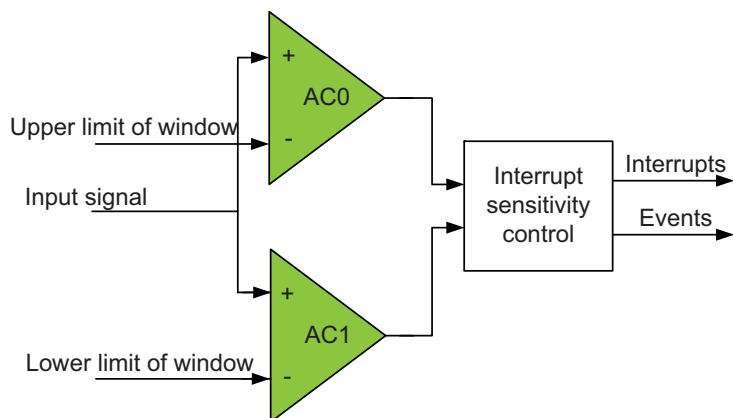 +
AC0
Upper limit of window
-
Input signal
Interrupt
sensitivity
control
Interrupts
Events
+
AC1
Lower limit of window
-